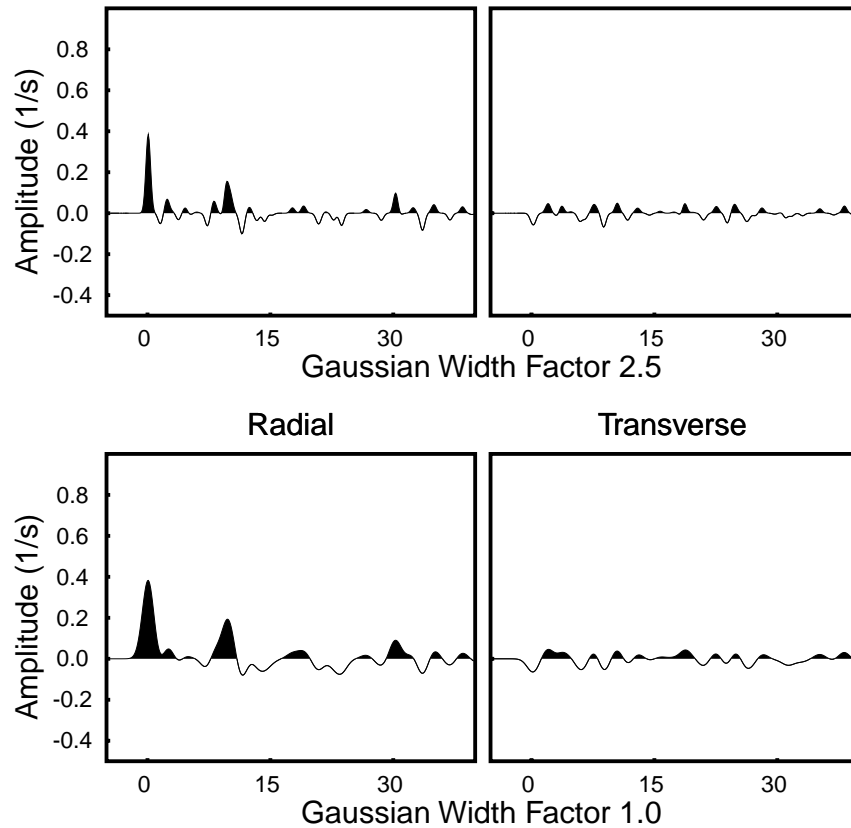 0.8
0.6
0.4
0.2
0.0
-0.2
-0.4
Amplitude (1/s)
0 15 30 0 15 30
Gaussian Width Factor 2.5
Radial Transverse
0.8
0.6
0.4
0.2
0.0
-0.2
-0.4
Amplitude (1/s)
0 15 30 0 15 30
Gaussian Width Factor 1.0